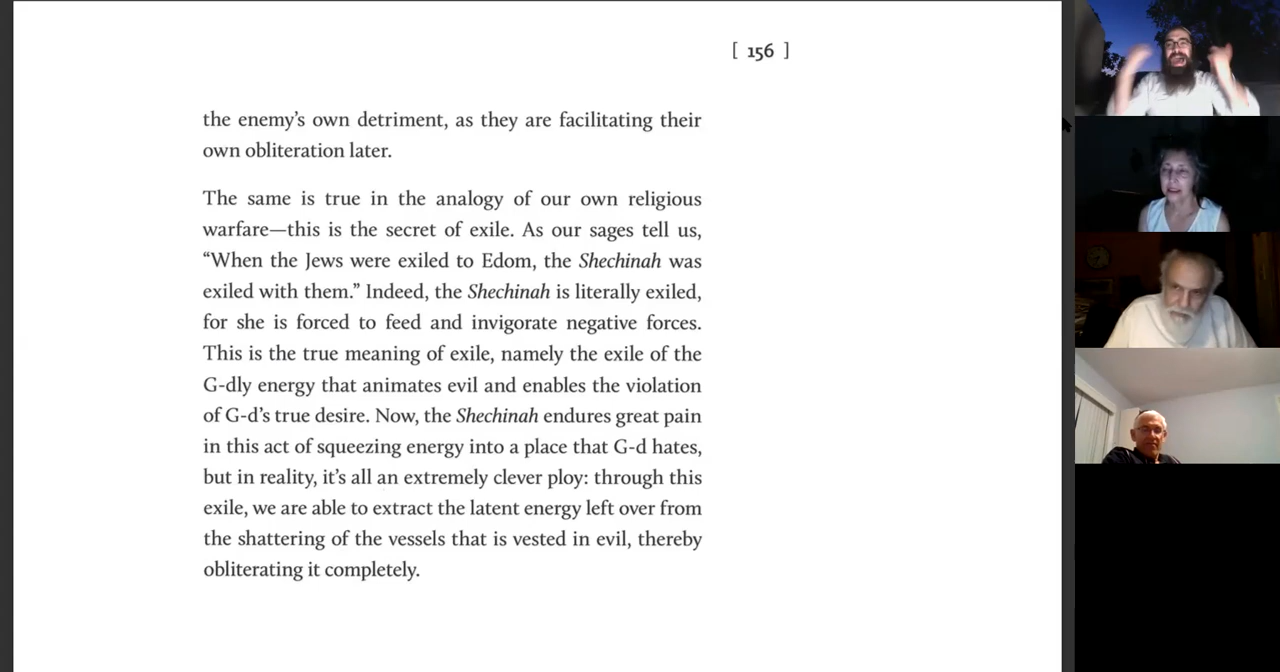 [ 156 ]
the enemy’s own detriment, as they are facilitating their
own obliteration later.
The same is true in the analogy of our own religious
warfare—this is the secret of exile. As our sages tell us,
“When the Jews were exiled to Edom, the Shechinah was
exiled with them.” Indeed, the Shechinah is literally exiled,
for she is forced to feed and invigorate negative forces.
This is the true meaning of exile, namely the exile of the
G-dly energy that animates evil and enables the violation
of G-d’s true desire. Now, the Shechinah endures great pain
in this act of squeezing energy into a place that G-d hates,
but in reality, it’s all an extremely clever ploy: through this
exile, we are able to extract the latent energy left over from
the shattering of the vessels that is vested in evil, thereby
obliterating it completely.